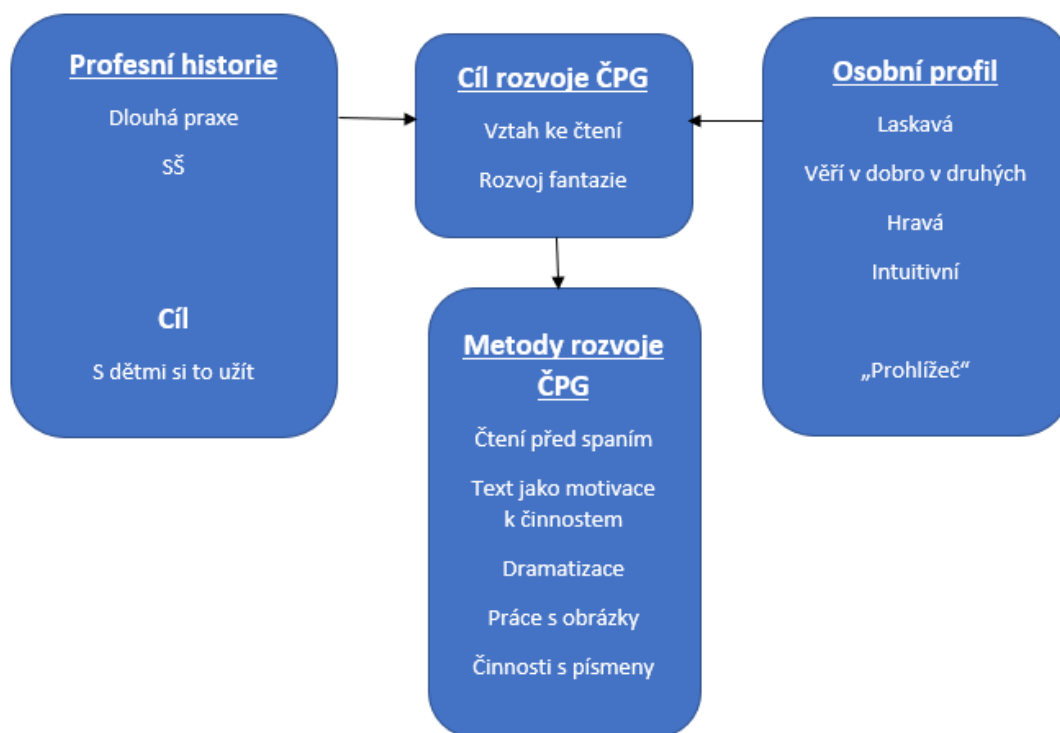 Profesní historie
Dlouhá praxe
SŠ
Cíl
S dětmi si to užít
Cíl rozvoje ČPG
Vztah ke čtení
Rozvoj fantazie
Osobní profil
Laskavá
Věří v dobro v druhých
Hravá
Intuitivní
„Prohlížeč“
Metody rozvoje
ČPG
Čtení před spaním
Text jako motivace
k činnostem
Dramatizace
Práce s obrázky
Činnosti s písmeny